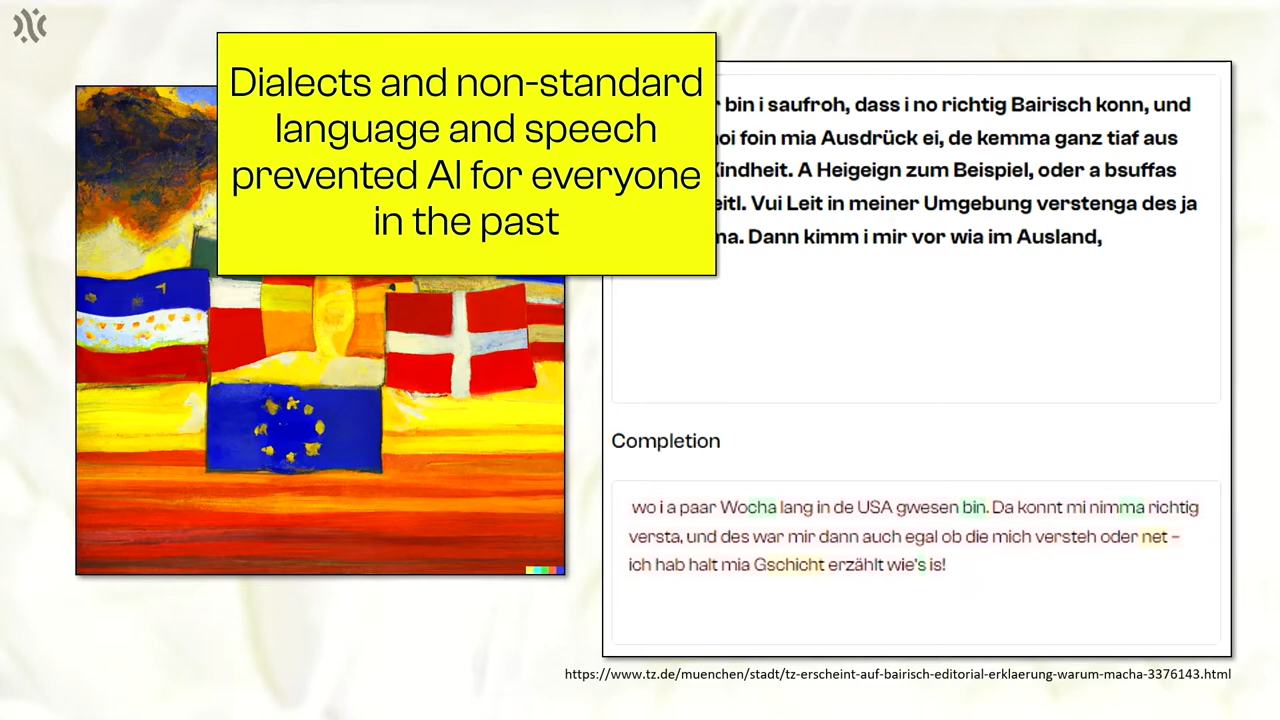 Dialects and non-standard
language and speech
prevented AI for everyone
in the past
bin i saufroh, dass i no richtig Bairisch konn, und
foin mia Ausdrück ei, de kemma ganz tiaf aus
Kindheit. A Heigeign zum Beispiel, oder a bsuffas
Vui Leit in meiner Umgebung verstenga des ja
Dann kimm i mir vor wia im Ausland,
Completion
wo i a paar Wocha lang in de USA gwesen bin. Da konnt mi nimma richtig
versta, und des war mir dann auch egal ob die mich versteh oder net –
ich hab halt mia Gschicht erzählt wie's is!
https://www.tz.de/muenchen/stadt/tz-erscheint-auf-bairisch-editorial-erklaerung-warum-macha-3376143.html